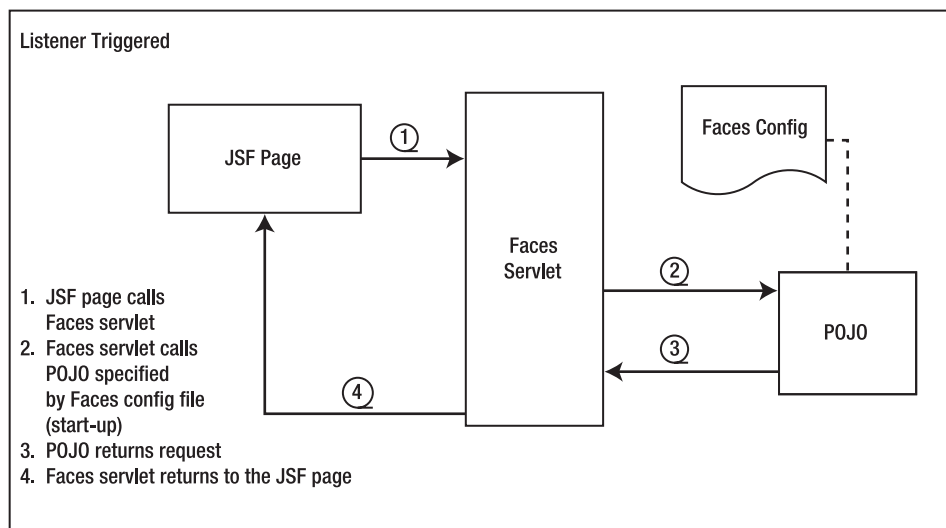 Listener Triggered
JSF Page
1
Faces Config
Faces
Servlet
2
POJO
3
4
1. JSF page calls
Faces servlet
2. Faces servlet calls
POJO specified
by Faces config file
(start-up)
3. POJO returns request
4. Faces servlet returns to the JSF page